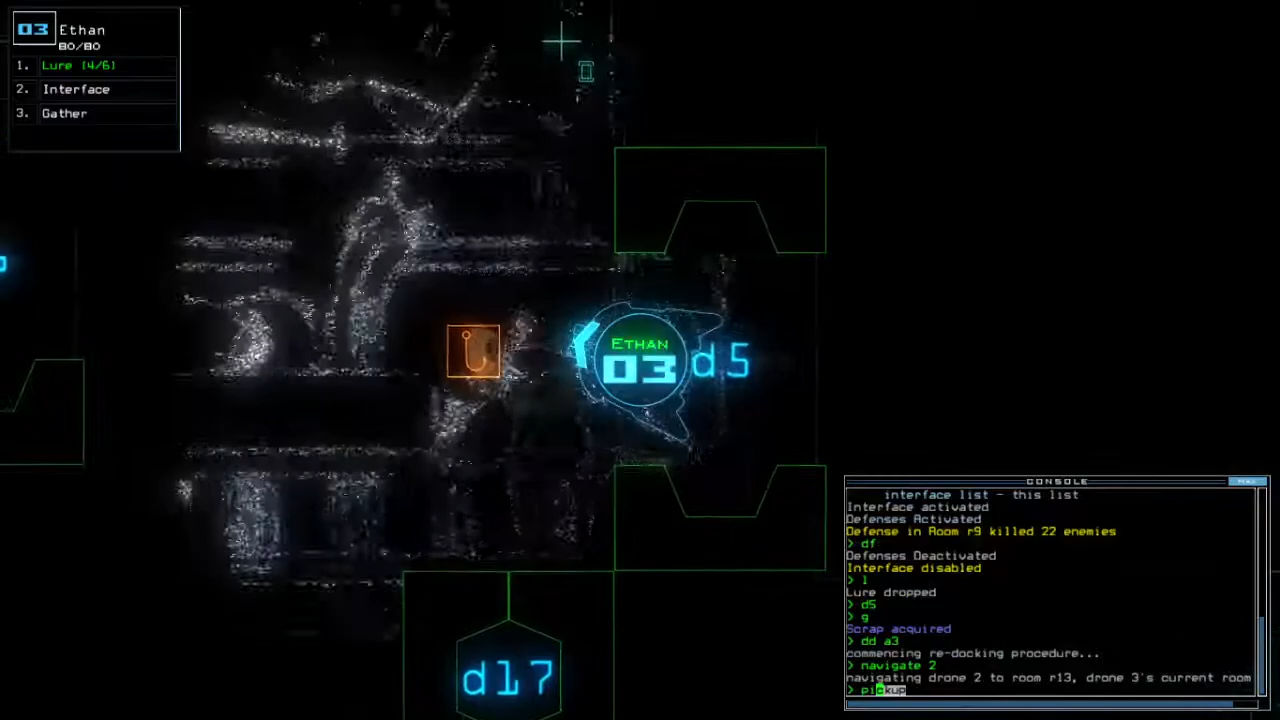 03 Ethan
80/80
1. Lure (4/6)
2. Interface
3. Gather
ETHAN
03
d5
d17
CONSOLE
interface list - this list
Interface activated
Defenses Activated
Defense in Room r9 killed 22 enemies
> df
Defenses Deactivated
Interface disabled
> l
Lure dropped
> d5
> g
Scrap acquired
> dd a3
commencing re-docking procedure...
> navigate 2
navigating drone 2 to room r13, drone 3's current room
> pickup